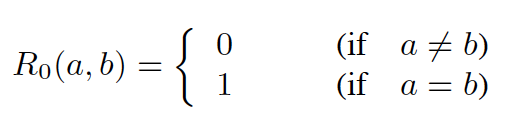 R₀(a, b) = { 0 (if a ≠ b)
1 (if a = b)